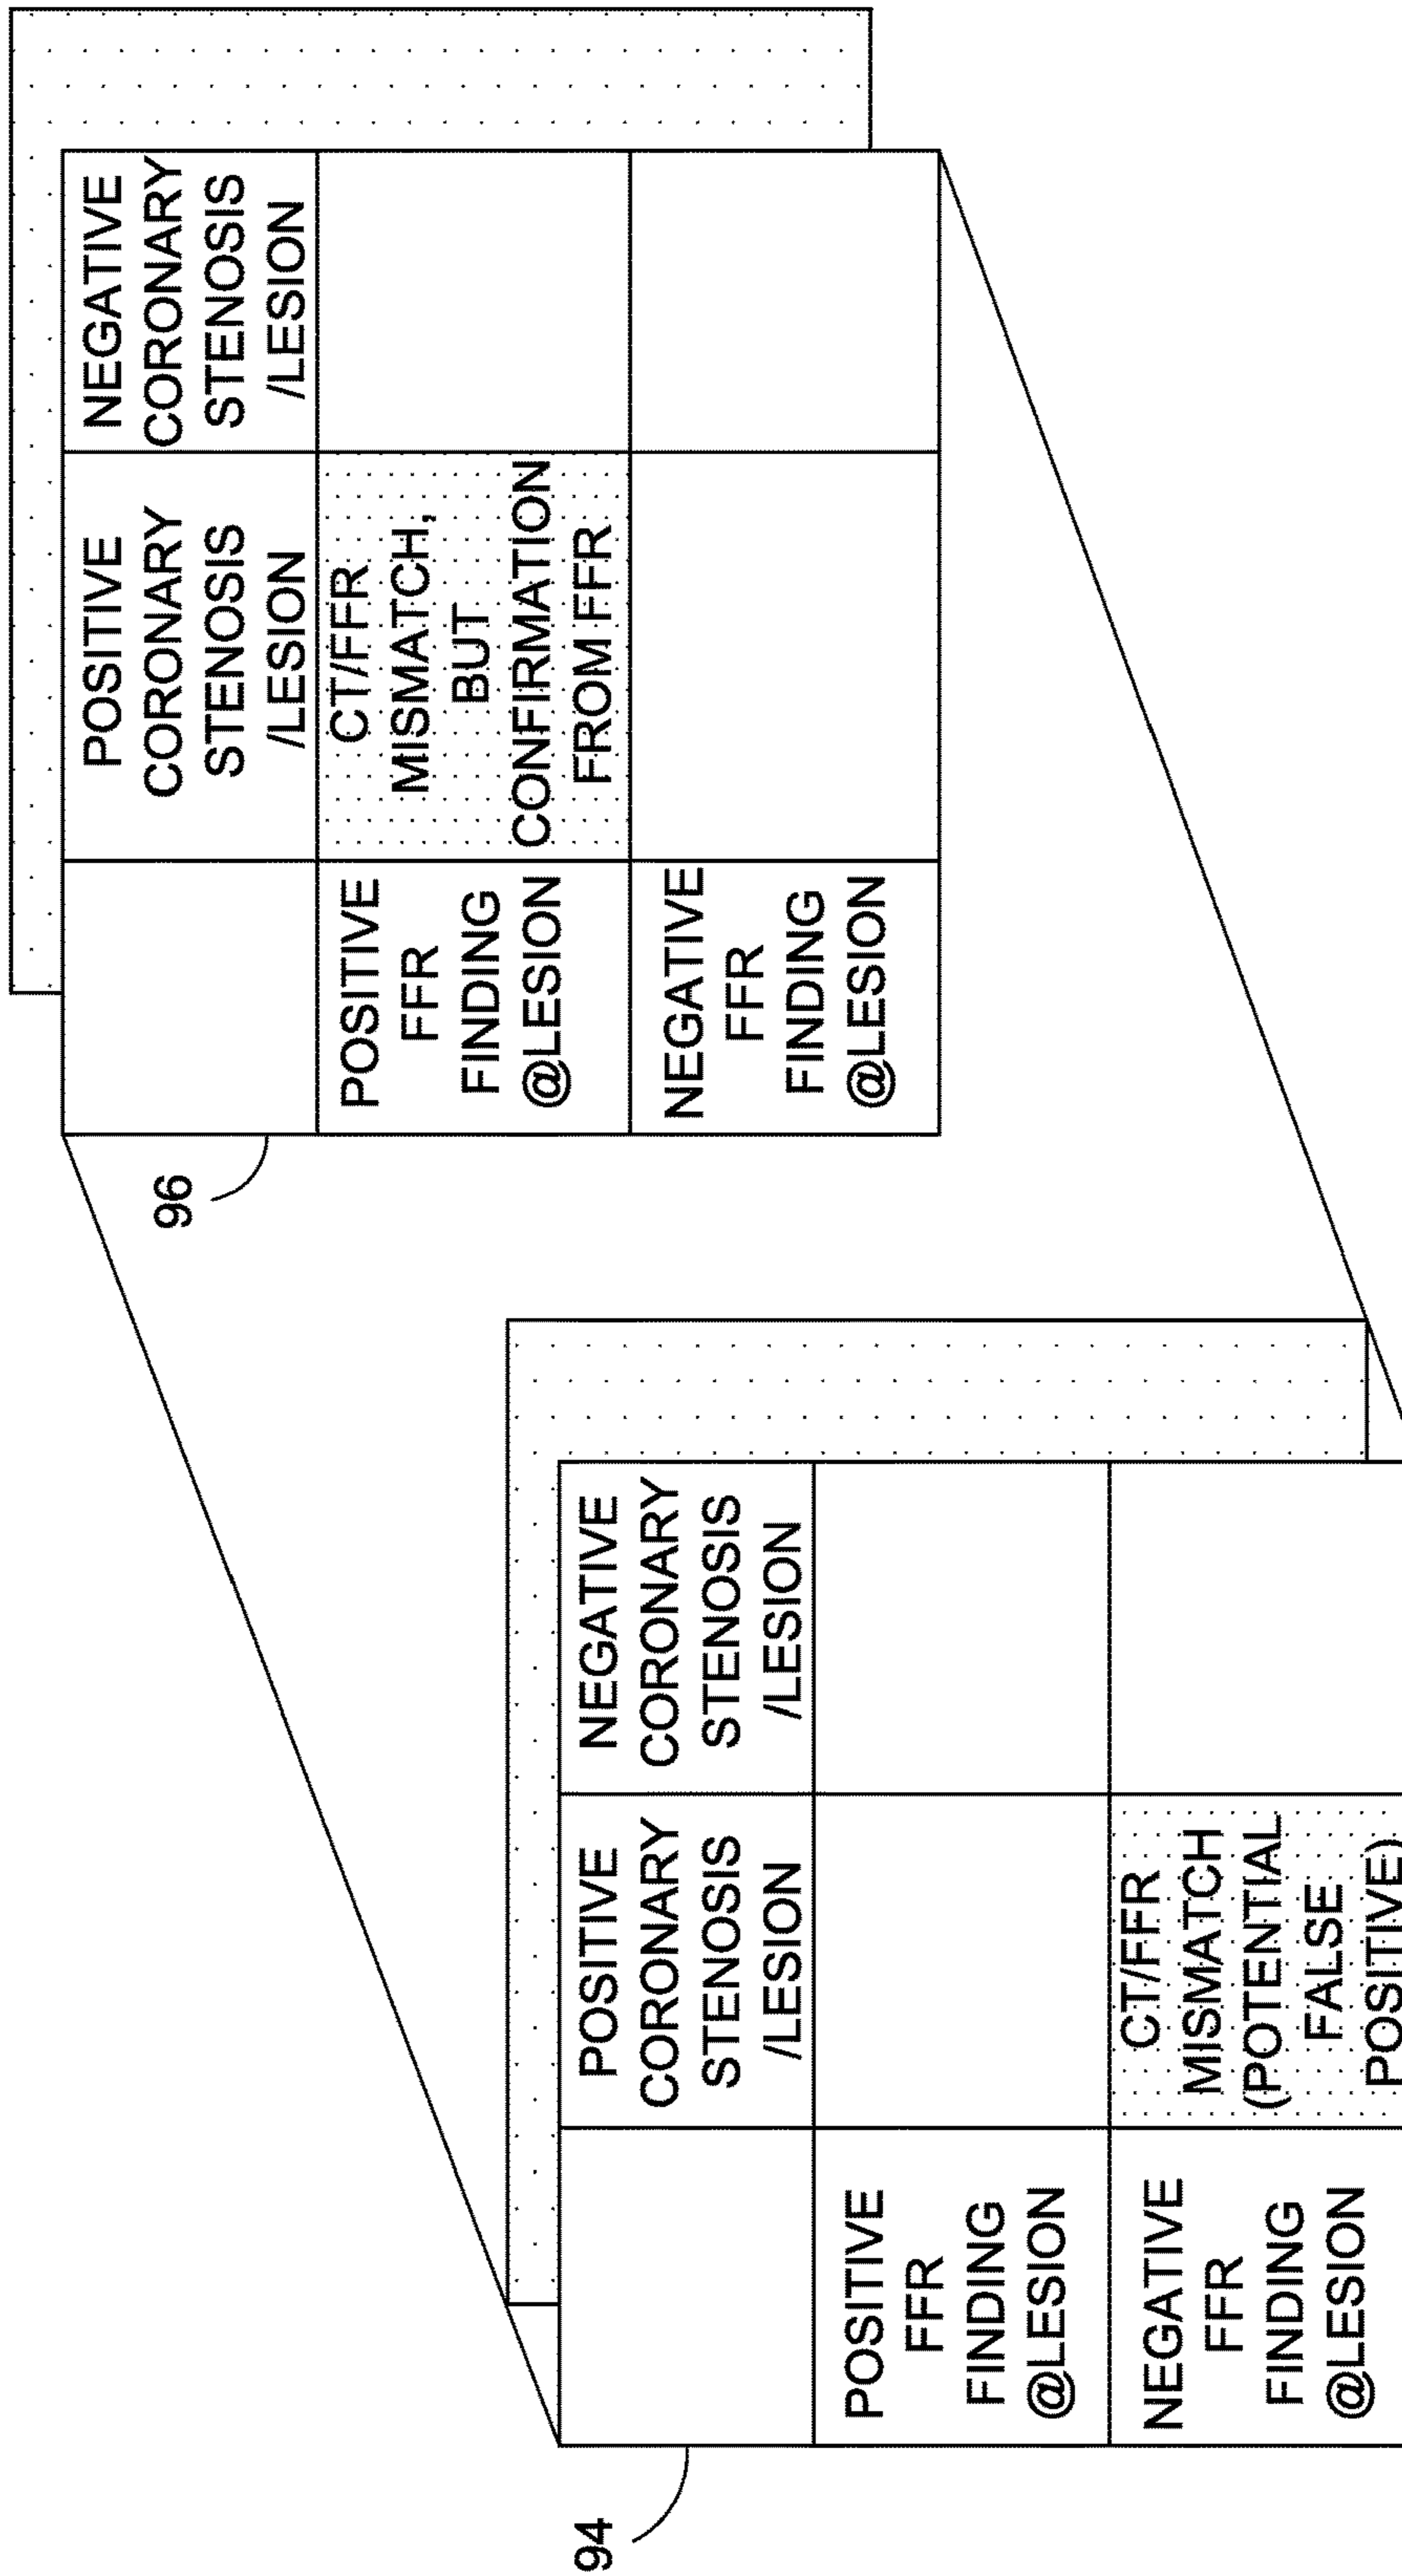 94
POSITIVE
CORONARY
STENOSIS
/LESION
NEGATIVE
CORONARY
STENOSIS
/LESION
POSITIVE
FFR
FINDING
@LESION
NEGATIVE
FFR
FINDING
@LESION
CT/FFR
MISMATCH
(POTENTIAL
FALSE
POSITIVE)
96
POSITIVE
CORONARY
STENOSIS
/LESION
NEGATIVE
CORONARY
STENOSIS
/LESION
POSITIVE
FFR
FINDING
@LESION
CT/FFR
MISMATCH,
BUT
CONFIRMATION
FROM FFR
NEGATIVE
FFR
FINDING
@LESION